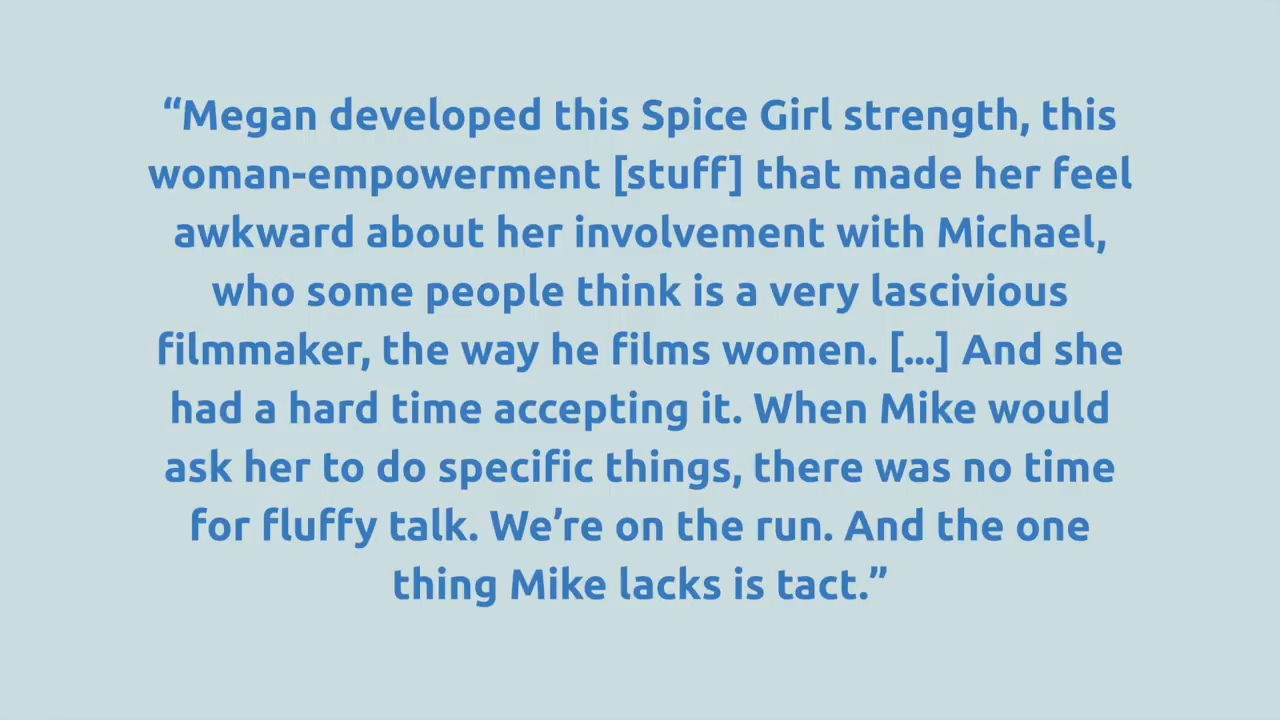 “Megan developed this Spice Girl strength, this
woman-empowerment [stuff] that made her feel
awkward about her involvement with Michael,
who some people think is a very lascivious
filmmaker, the way he films women. [...] And she
had a hard time accepting it. When Mike would
ask her to do specific things, there was no time
for fluffy talk. We’re on the run. And the one
thing Mike lacks is tact.”